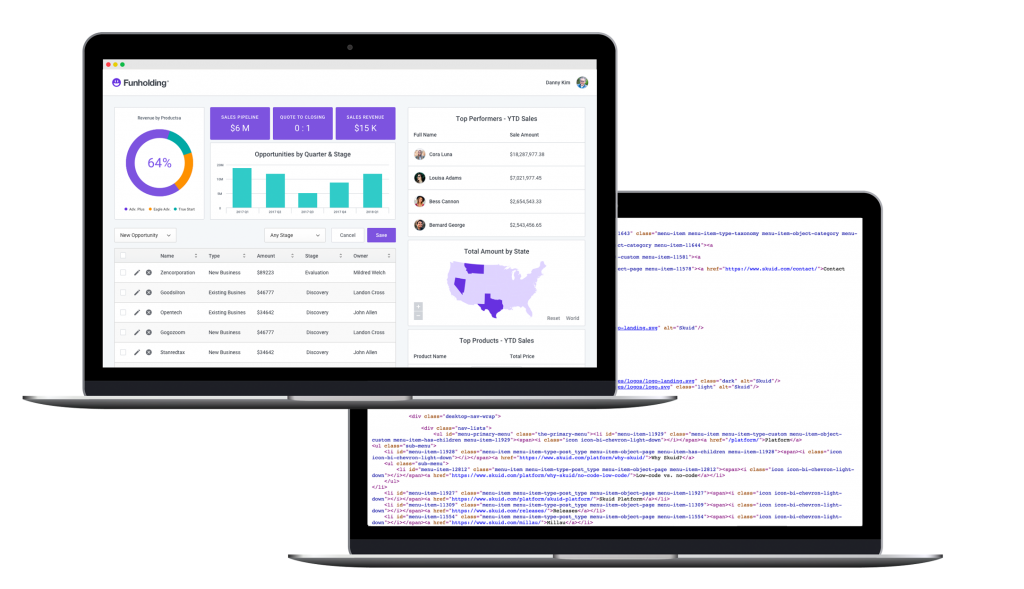 Funholding
Danny Kim
Revenue by Productsa
64%
Adv. Plus
Eagle Adv
True Start
SALES PIPELINE
$6 M
QUOTE TO CLOSING
0 : 1
SALES REVENUE
$15 K
Opportunities by Quarter & Stage
2017 Q1
2017 Q2
2017 Q3
2017 Q4
2018 Q1
Top Performers - YTD Sales
Full Name Sale Amount
Cora Luna $18,287,977.38
Louisa Adams $7,021,977.45
Bess Cannon $2,654,543.33
Bernard George $2,543,456.65
New Opportunity
Any Stage
Cancel
Save
Name Type Amount Stage Owner
Zencorporation New Business $89223 Evaluation Mildred Welch
Goodsilron Existing Busines $46777 Discovery Landon Cross
Opentech Existing Busines $34642 Discovery John Allen
Gogozoom New Business $46777 Discovery Landon Cross
Stanredtax New Business $34642 Discovery John Allen
Total Amount by State
+
−
Reset World
Top Products - YTD Sales
Product Name Total Price
1643" class="menu-item menu-item-type-taxonomy menu-item-object-category menu-
ct-category menu-item-11644"><a
-custom menu-item-11581"><a
ect-page menu-item-11578"><a href="https://www.skuid.com/contact/">Contact
o-landing.svg" alt="Skuid"/>
s/logos/logo-landing.svg" class="dark" alt="Skuid"/>
s/logos/logo.svg" class="light" alt="Skuid"/>
<div class="desktop-nav-wrap">
<div class="nav-lists">
<ul id="menu-primary-menu" class="the-primary-menu"><li id="menu-item-11929" class="menu-item menu-item-type-custom menu-item-object-
custom menu-item-has-children menu-item-11929"><span><i class="icon icon-bi-chevron-light-down"></i></span><a href="/platform/">Platform</a>
<ul class="sub-menu">
<li id="menu-item-11928" class="menu-item menu-item-type-post_type menu-item-object-page menu-item-has-children menu-item-11928"><span><i class="icon
icon-bi-chevron-light-down"></i></span><a href="https://www.skuid.com/platform/why-skuid/">Why Skuid?</a>
<ul class="sub-menu">
<li id="menu-item-12812" class="menu-item menu-item-type-post_type menu-item-object-page menu-item-12812"><span><i class="icon icon-bi-chevron-light-
down"></i></span><a href="https://www.skuid.com/platform/why-skuid/no-code-low-code/">Low-code vs. no-code</a></li>
</ul>
</li>
<li id="menu-item-11927" class="menu-item menu-item-type-post_type menu-item-object-page menu-item-11927"><span><i class="icon icon-bi-chevron-light-
down"></i></span><a href="https://www.skuid.com/platform/skuid-platform/">Skuid Platform</a></li>
<li id="menu-item-11309" class="menu-item menu-item-type-post_type menu-item-object-page menu-item-11309"><span><i class="icon icon-bi-chevron-light-
down"></i></span><a href="https://www.skuid.com/releases/">Releases</a></li>
<li id="menu-item-11554" class="menu-item menu-item-type-post_type menu-item-object-page menu-item-11554"><span><i class="icon icon-bi-chevron-light-
down"></i></span><a href="https://www.skuid.com/millau/">Millau</a></li>